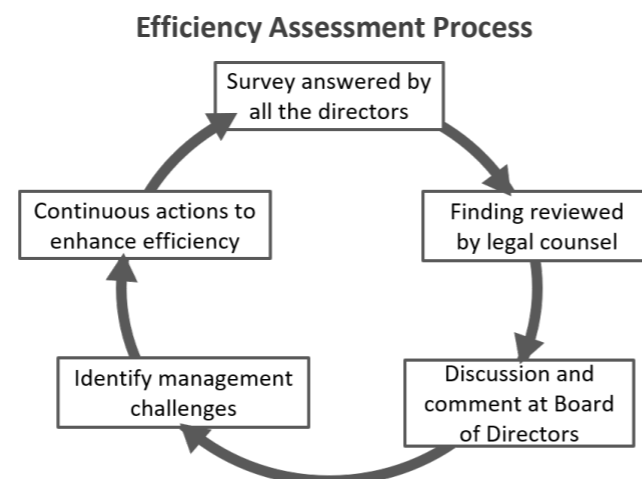 Efficiency Assessment Process
Survey answered by
all the directors
Finding reviewed
by legal counsel
Discussion and
comment at Board
of Directors
Identify management
challenges
Continuous actions to
enhance efficiency